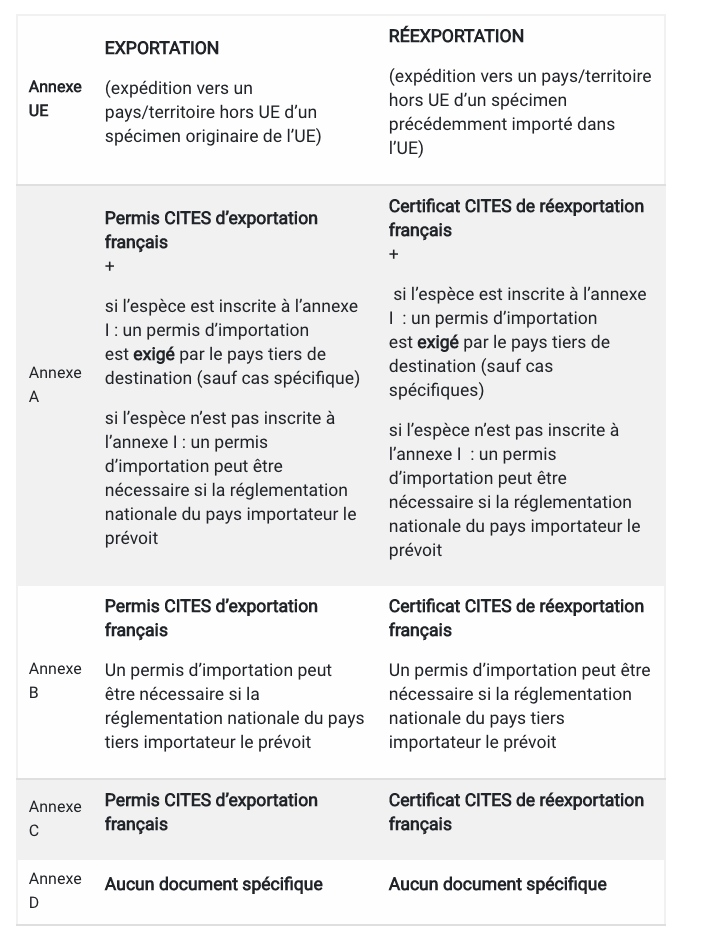 Annexe
UE
EXPORTATION
(expédition vers un
pays/territoire hors UE d’un
spécimen originaire de l’UE)
RÉEXPORTATION
(expédition vers un pays/territoire
hors UE d’un spécimen
précédemment importé dans
l’UE)
Annexe
A
Permis CITES d’exportation
français
+
si l’espèce est inscrite à l’annexe
I : un permis d’importation
est exigé par le pays tiers de
destination (sauf cas spécifique)
si l’espèce n’est pas inscrite à
l’annexe I : un permis
d’importation peut être
nécessaire si la réglementation
nationale du pays importateur le
prévoit
Certificat CITES de réexportation
français
+
si l’espèce est inscrite à l’annexe
I  : un permis d’importation
est exigé par le pays tiers de
destination (sauf cas
spécifiques)
si l’espèce n’est pas inscrite à
l’annexe I  : un permis
d’importation peut être
nécessaire si la réglementation
nationale du pays importateur le
prévoit
Annexe
B
Permis CITES d’exportation
français
Un permis d’importation peut
être nécessaire si la
réglementation nationale du pays
tiers importateur le prévoit
Certificat CITES de réexportation
français
Un permis d’importation peut être
nécessaire si la réglementation
nationale du pays tiers
importateur le prévoit
Annexe
C
Permis CITES d’exportation
français
Certificat CITES de réexportation
français
Annexe
D
Aucun document spécifique
Aucun document spécifique